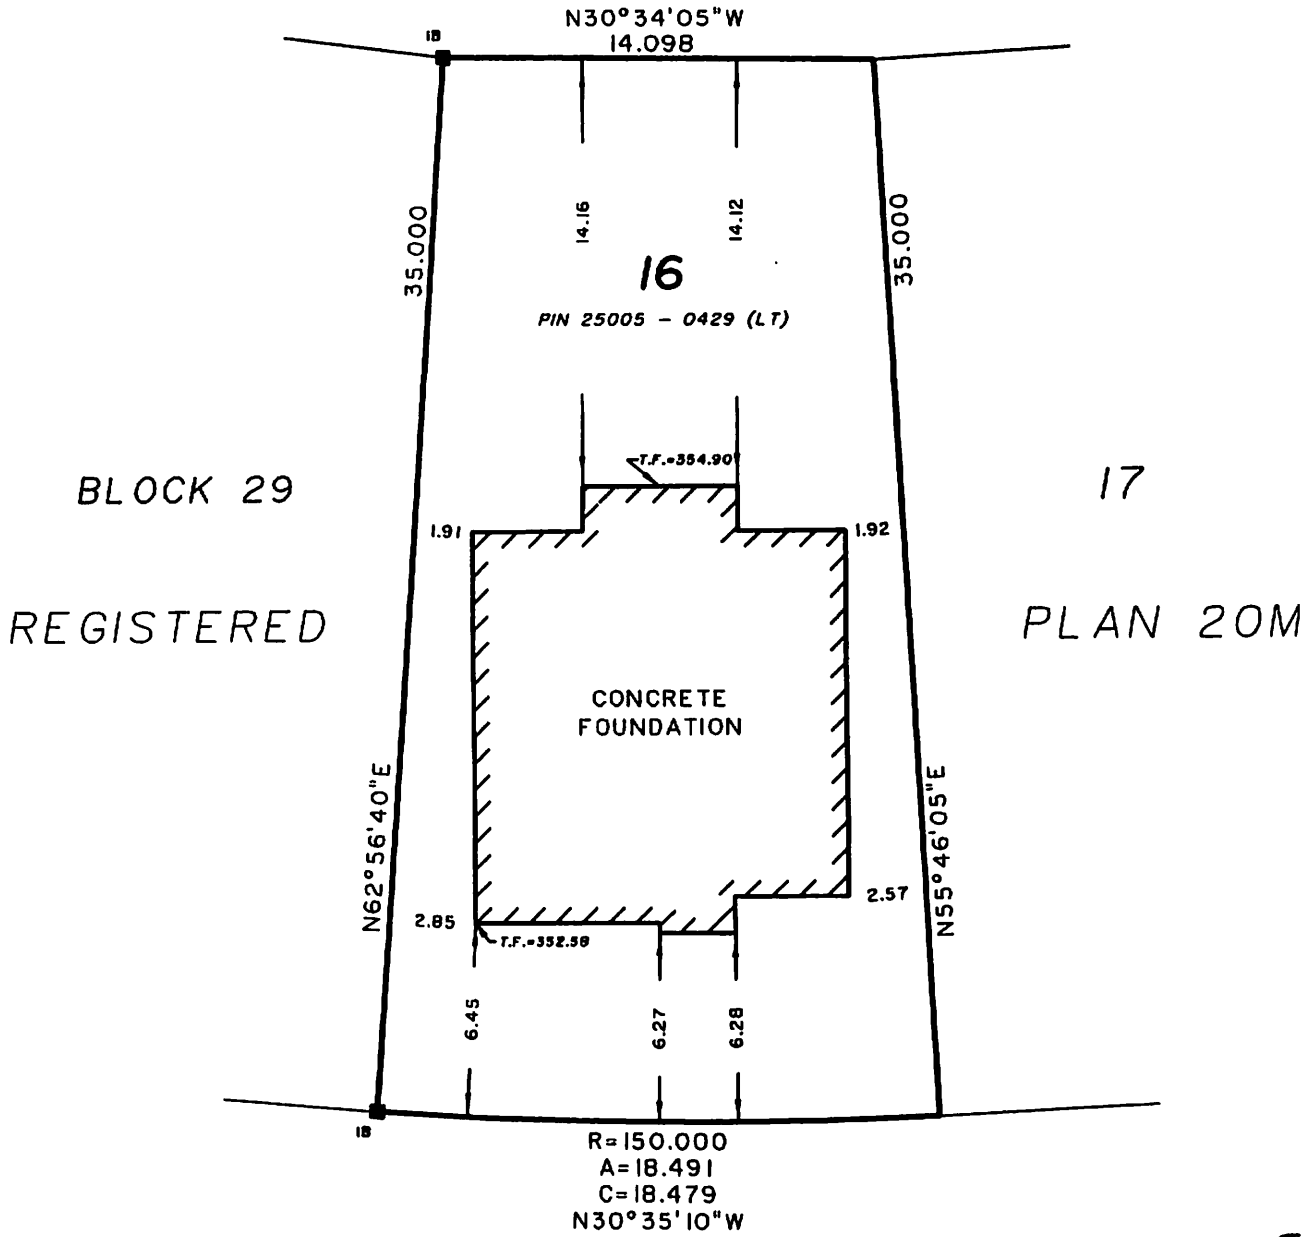 N30°34'05"W
14.098
IB
35.000
14.16
14.12
35.000
16
PIN 25005 - 0429 (LT)
T.F.=354.90
BLOCK 29
17
1.91
1.92
REGISTERED
PLAN 20M
CONCRETE
FOUNDATION
N62°56'40"E
N55°46'05"E
2.85
2.57
T.F.=352.58
6.45
6.27
6.28
IB
R=150.000
A=18.491
C=18.479
N30°35'10"W